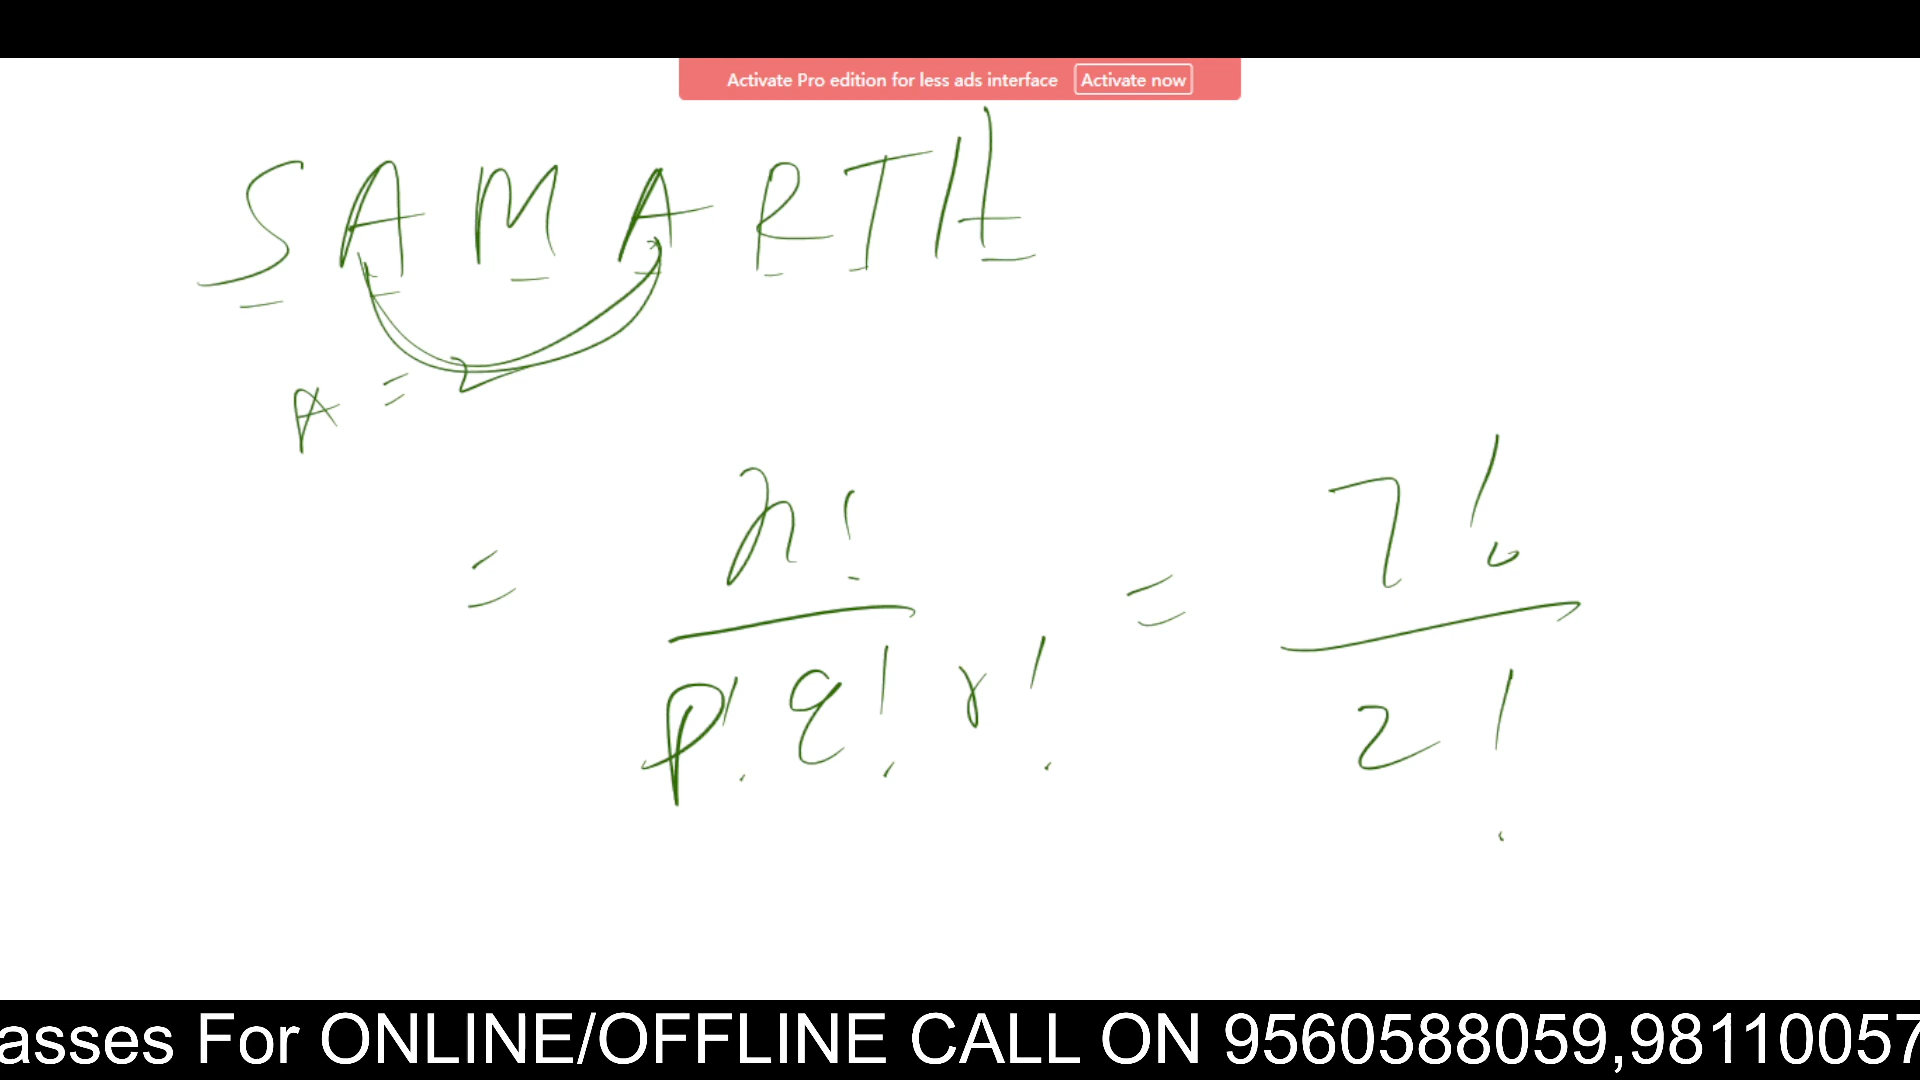 Activate Pro edition for less ads interface Activate now
SAMARTH
A = 2
= n! / p! q! r! = 7! / 2!
asses For ONLINE/OFFLINE CALL ON 9560588059,98110057